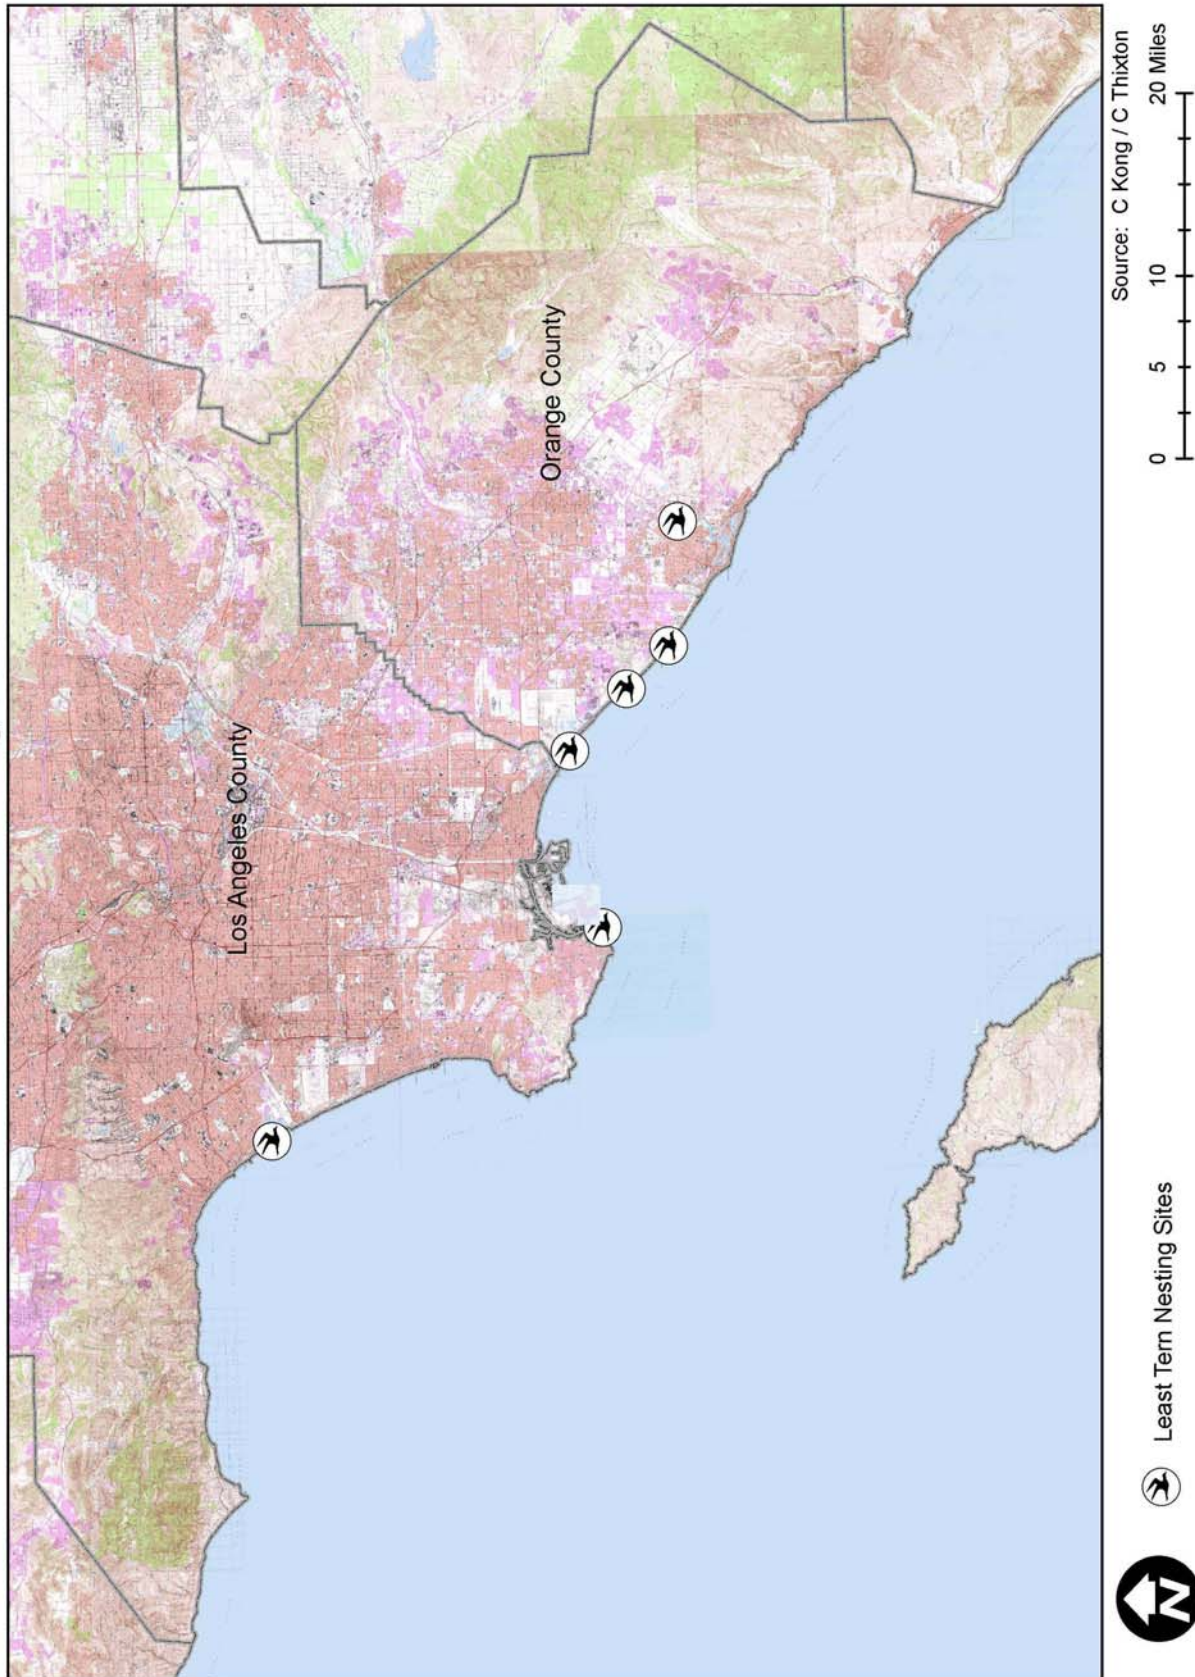 Los Angeles County
Orange County
Source: C Kong / C Thixton
N
Least Tern Nesting Sites
0 5 10 20 Miles